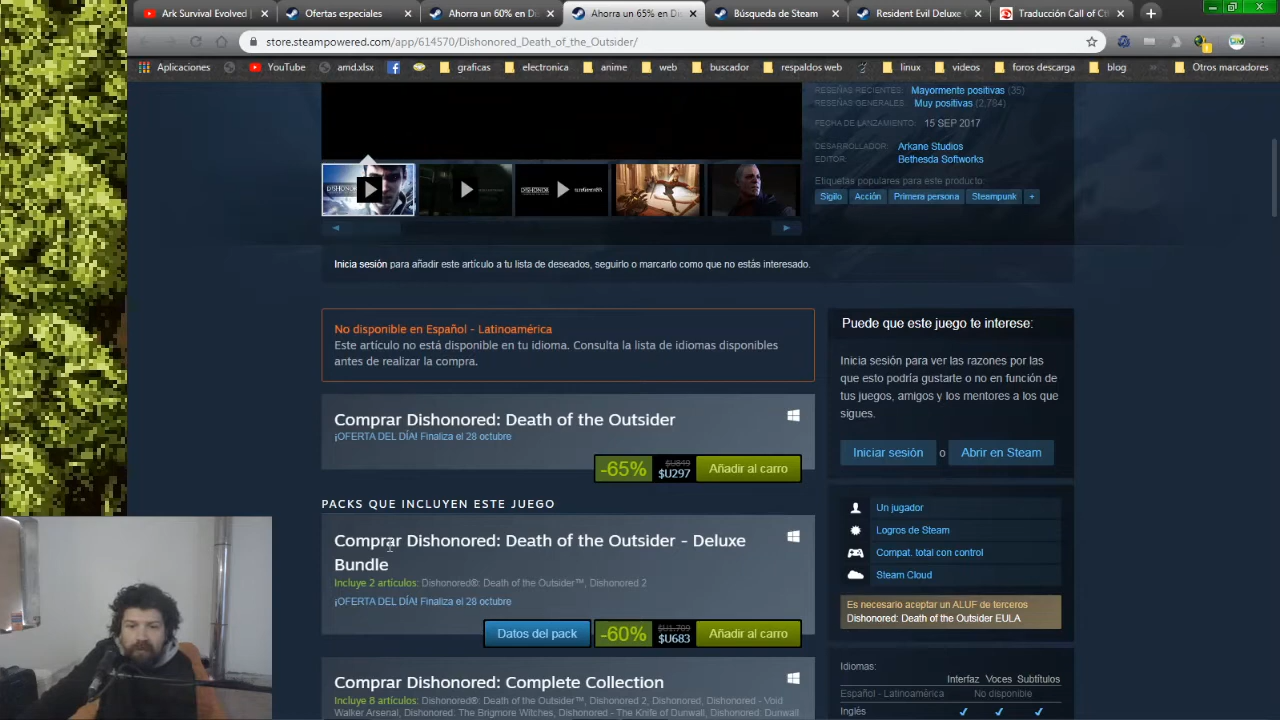 Ark Survival Evolved
Ofertas especiales
Ahorra un 60% en D
Ahorra un 65% en D
Búsqueda de Steam
Resident Evil Deluxe
Traducción Call of Ct
store.steampowered.com/app/614570/Dishonored_Death_of_the_Outsider/
Aplicaciones
YouTube
amd.xlsx
graficas
electronica
anime
web
buscador
respaldos web
linux
videos
foros descarga
blog
Otros marcadores
RESEÑAS RECIENTES: Mayormente positivas (35)
RESEÑAS GENERALES: Muy positivas (2,784)
FECHA DE LANZAMIENTO: 15 SEP 2017
DESARROLLADOR: Arkane Studios
EDITOR: Bethesda Softworks
Etiquetas populares para este producto:
Sigilo Acción Primera persona Steampunk +
Inicia sesión para añadir este artículo a tu lista de deseados, seguirlo o marcarlo como que no estás interesado.
No disponible en Español - Latinoamérica
Este artículo no está disponible en tu idioma. Consulta la lista de idiomas disponibles
antes de realizar la compra.
Comprar Dishonored: Death of the Outsider
¡OFERTA DEL DÍA! Finaliza el 28 octubre
-65% $U849 $U297 Añadir al carro
PACKS QUE INCLUYEN ESTE JUEGO
Comprar Dishonored: Death of the Outsider - Deluxe
Bundle
Incluye 2 artículos: Dishonored®: Death of the Outsider™, Dishonored 2
¡OFERTA DEL DÍA! Finaliza el 28 octubre
Datos del pack -60% $U1.709 $U683 Añadir al carro
Comprar Dishonored: Complete Collection
Incluye 8 artículos: Dishonored®: Death of the Outsider™, Dishonored 2, Dishonored, Dishonored - Void
Walker Arsenal, Dishonored: The Brigmore Witches, Dishonored - The Knife of Dunwall, Dishonored: Dunwall
Puede que este juego te interese:
Inicia sesión para ver las razones por las
que esto podría gustarte o no en función de
tus juegos, amigos y los mentores a los que
sigues.
Iniciar sesión o Abrir en Steam
Un jugador
Logros de Steam
Compat. total con control
Steam Cloud
Es necesario aceptar un ALUF de terceros
Dishonored: Death of the Outsider EULA
Idiomas:
Interfaz Voces Subtítulos
Español - Latinoamérica No disponible
Inglés ✓ ✓ ✓